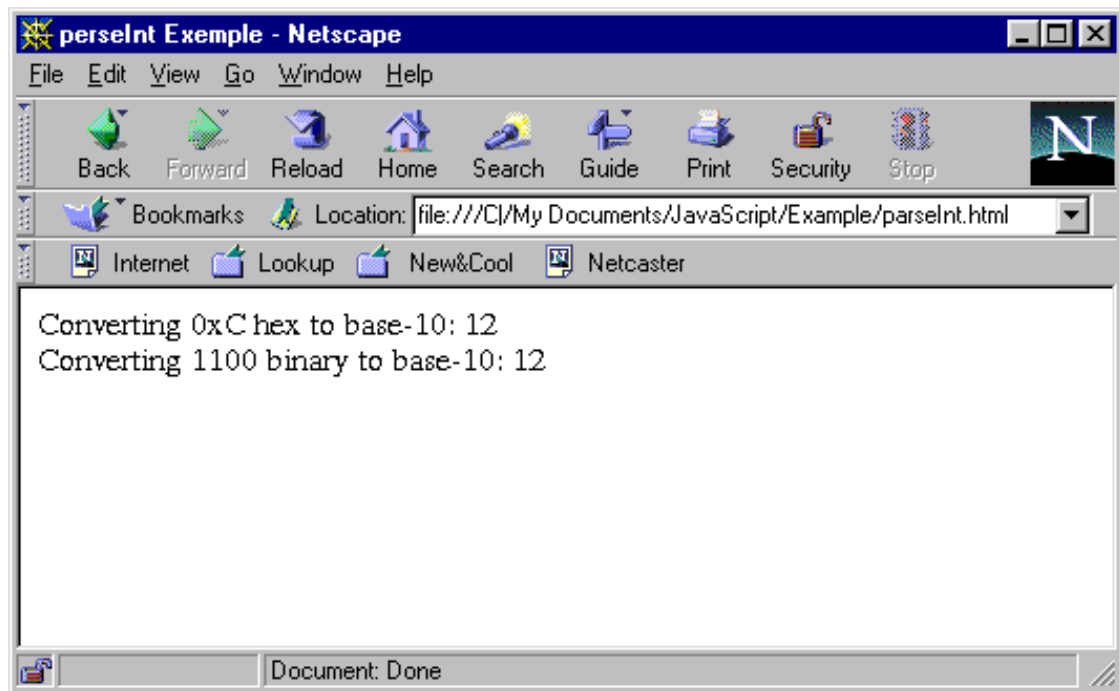 perseInt Exemple - Netscape
File Edit View Go Window Help
N
Back Forward Reload Home Search Guide Print Security Stop
Bookmarks Location: file:///C|/My Documents/JavaScript/Example/parseInt.html
Internet Lookup New&Cool Netcaster
Converting 0xC hex to base-10: 12
Converting 1100 binary to base-10: 12
Document: Done